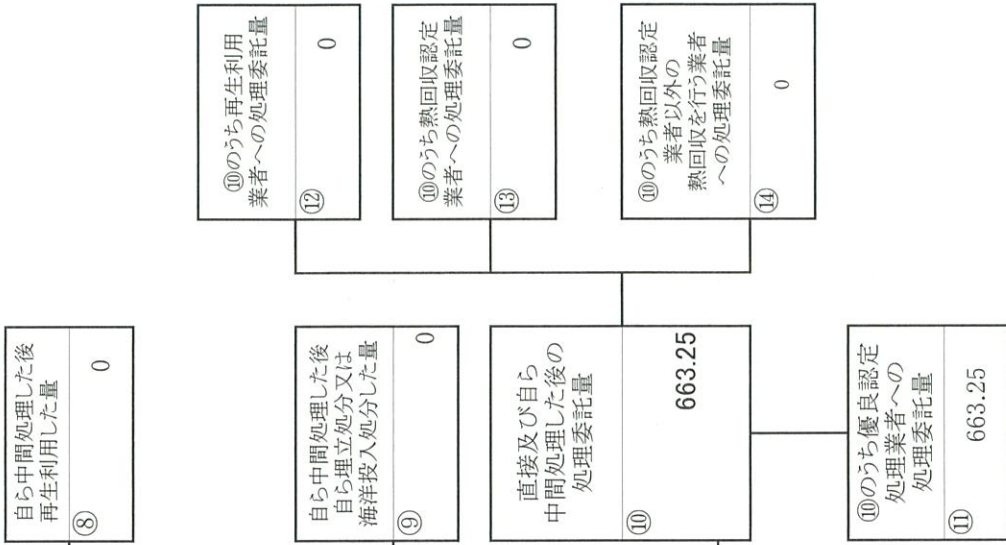 自ら中間処理した後
再生利用した量
⑧
0
自ら中間処理した後
自ら埋立処分又は
海洋投入処分した量
⑨
0
直接及び自ら
中間処理した後の
処理委託量
⑩
663.25
⑩のうち優良認定
処理業者への
処理委託量
⑪
663.25
⑩のうち再生利用
業者への処理委託量
⑫
0
⑩のうち熱回収認定
業者への処理委託量
⑬
0
⑩のうち熱回収認定
業者以外の
熱回収を行う業者
への処理委託量
⑭
0